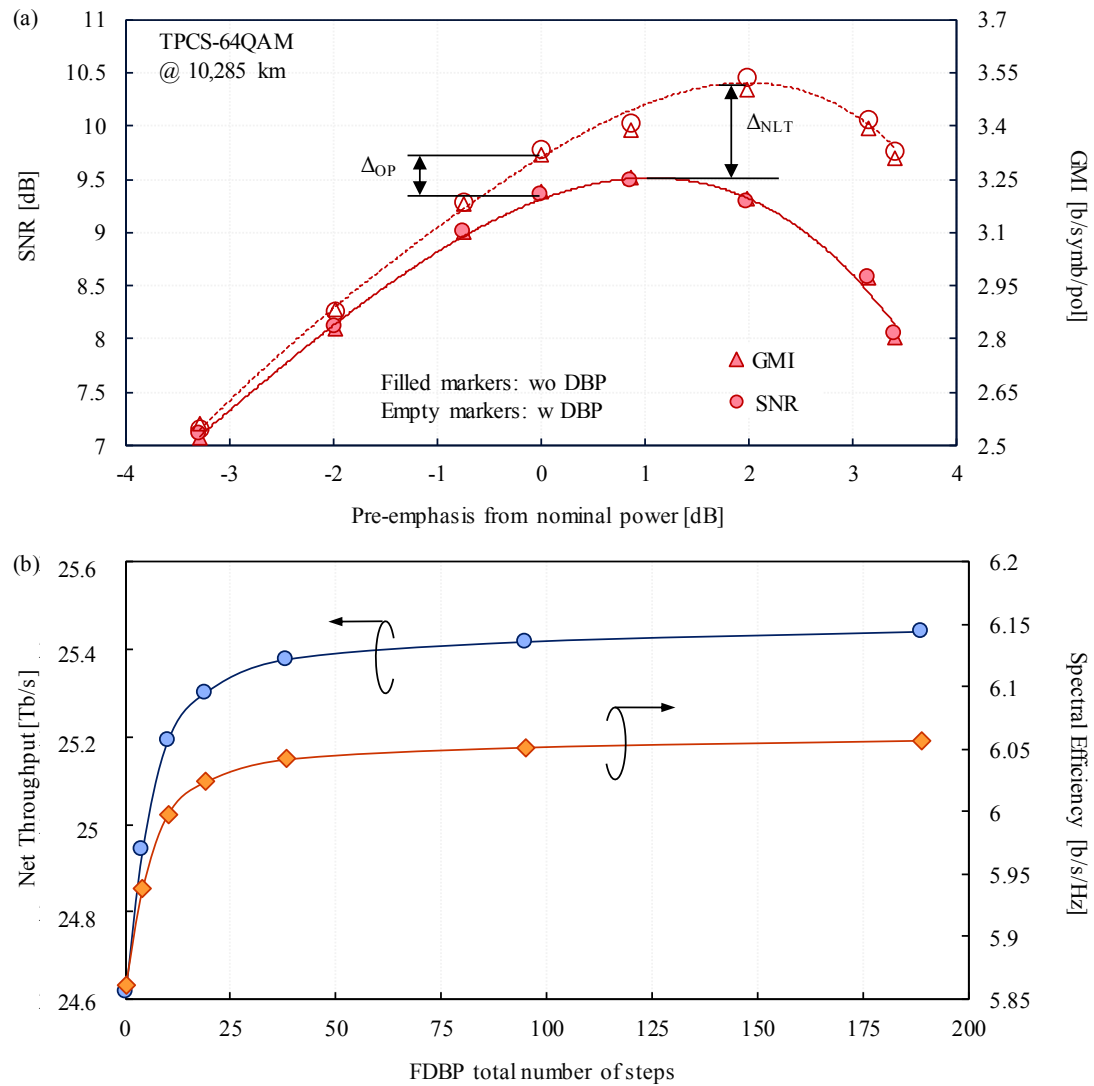 (a)
TPCS-64QAM
@ 10,285 km
11
10.5
10
9.5
9
8.5
8
7.5
7
SNR [dB]
3.7
3.55
3.4
3.25
3.1
2.95
2.8
2.65
2.5
GMI [b/symb/pol]
ΔOP
ΔNLT
Filled markers: wo DBP
Empty markers: w DBP
GMI
SNR
-4 -3 -2 -1 0 1 2 3 4
Pre-emphasis from nominal power [dB]
(b)
25.6
25.4
25.2
25
24.8
24.6
Net Throughput [Tb/s]
6.2
6.15
6.1
6.05
6
5.95
5.9
5.85
Spectral Efficiency [b/s/Hz]
0 25 50 75 100 125 150 175 200
FDBP total number of steps